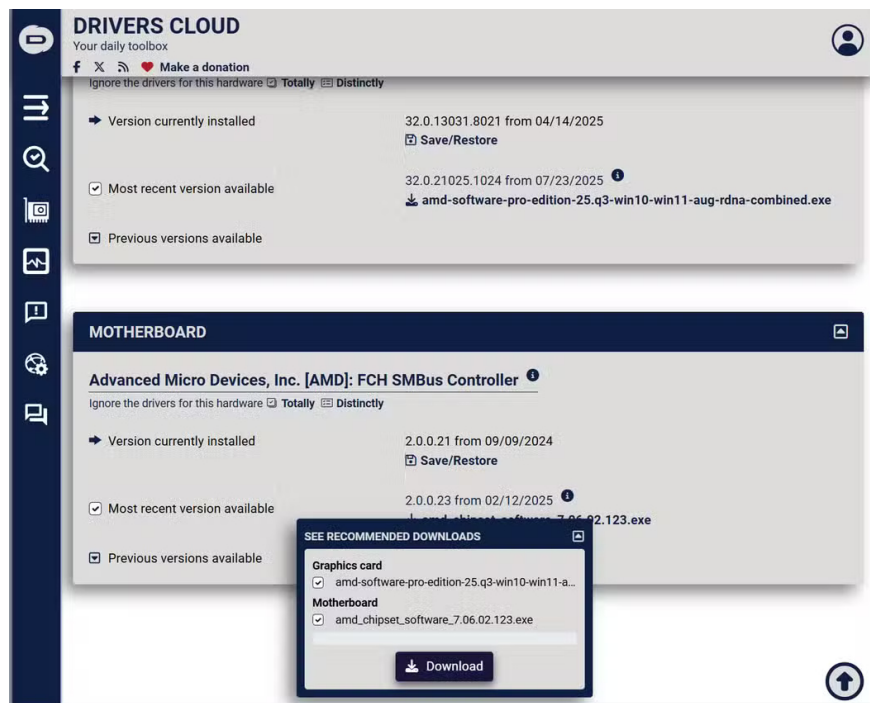 DRIVERS CLOUD
Your daily toolbox
Make a donation
Ignore the drivers for this hardware Totally Distinctly
Version currently installed
32.0.13031.8021 from 04/14/2025
Save/Restore
Most recent version available
32.0.21025.1024 from 07/23/2025
amd-software-pro-edition-25.q3-win10-win11-aug-rdna-combined.exe
Previous versions available
MOTHERBOARD
Advanced Micro Devices, Inc. [AMD]: FCH SMBus Controller
Ignore the drivers for this hardware Totally Distinctly
Version currently installed
2.0.0.21 from 09/09/2024
Save/Restore
Most recent version available
2.0.0.23 from 02/12/2025
amd_chipset_software_7.06.02.123.exe
Previous versions available
SEE RECOMMENDED DOWNLOADS
Graphics card
amd-software-pro-edition-25.q3-win10-win11-a...
Motherboard
amd_chipset_software_7.06.02.123.exe
Download